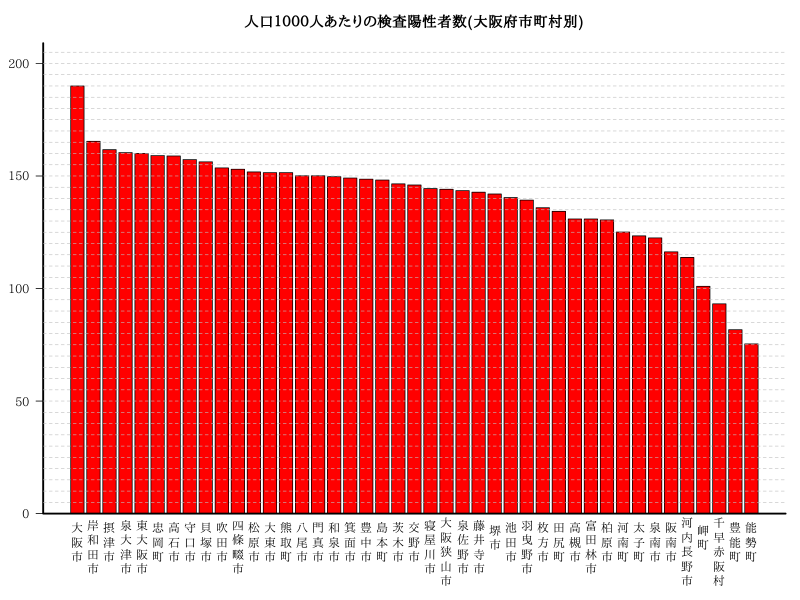 人口1000人あたりの検査陽性者数(大阪府市町村別)
200
150
100
50
0
大阪市
岸和田市
摂津市
泉大津市
東大阪市
忠岡町
高石市
守口市
貝塚市
吹田市
四條畷市
松原市
大東市
熊取町
八尾市
門真市
和泉市
箕面市
豊中市
島本町
茨木市
交野市
寝屋川市
大阪狭山市
泉佐野市
藤井寺市
堺市
池田市
羽曳野市
枚方市
田尻町
高槻市
富田林市
柏原市
河南町
太子町
泉南市
阪南市
河内長野市
岬町
千早赤阪村
豊能町
能勢町